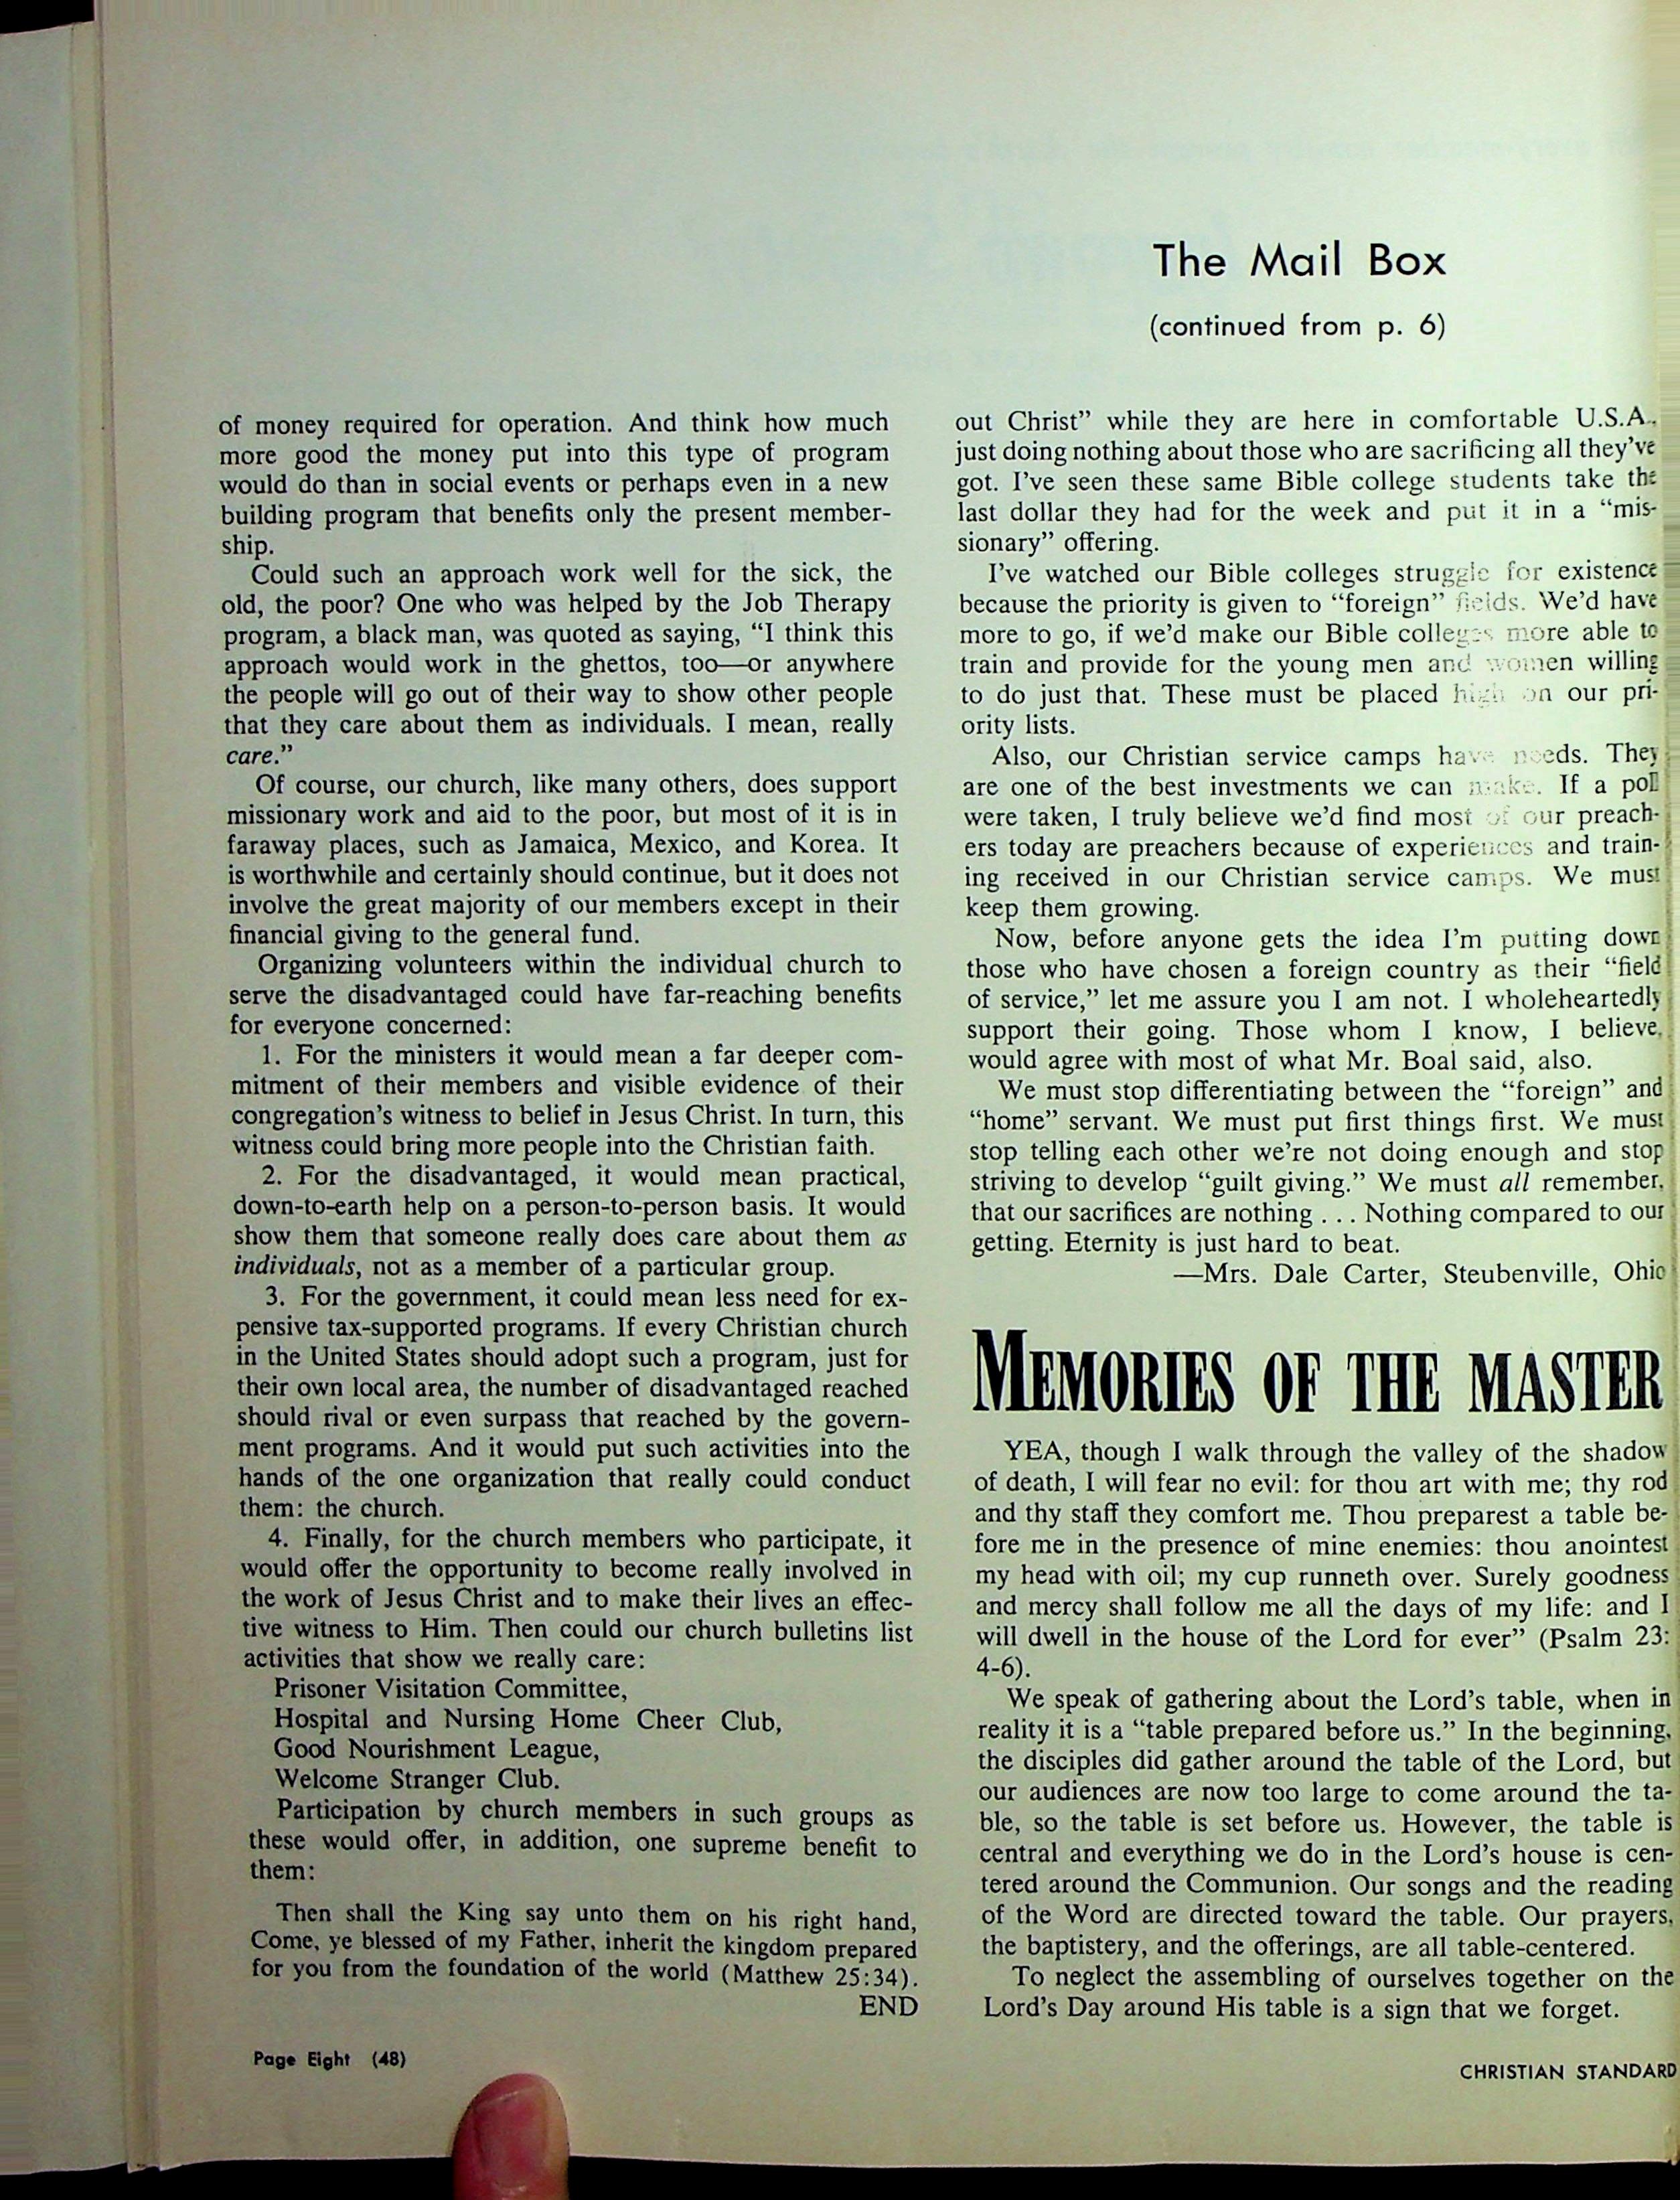 of money required for operation. And think how much
more good the money put into this type of program
would do than in social events or perhaps even in a new
building program that benefits only the present member-
ship.
Could such an approach work well for the sick, the
old, the poor? One who was helped by the Job Therapy
program, a black man, was quoted as saying, “I think this
approach would work in the ghettos, too—or anywhere
the people will go out of their way to show other people
that they care about them as individuals. I mean, really
care.”
Of course, our church, like many others, does support
missionary work and aid to the poor, but most of it is in
faraway places, such as Jamaica, Mexico, and Korea. It
is worthwhile and certainly should continue, but it does not
involve the great majority of our members except in their
financial giving to the general fund.
Organizing volunteers within the individual church to
serve the disadvantaged could have far-reaching benefits
for everyone concerned:
1. For the ministers it would mean a far deeper com-
mitment of their members and visible evidence of their
congregation’s witness to belief in Jesus Christ. In turn, this
witness could bring more people into the Christian faith.
2. For the disadvantaged, it would mean practical,
down-to-earth help on a person-to-person basis. It would
show them that someone really does care about them as
individuals, not as a member of a particular group.
3. For the government, it could mean less need for ex-
pensive tax-supported programs. If every Christian church
in the United States should adopt such a program, just for
their own local area, the number of disadvantaged reached
should rival or even surpass that reached by the govern-
ment programs. And it would put such activities into the
hands of the one organization that really could conduct
them: the church.
4. Finally, for the church members who participate, it
would offer the opportunity to become really involved in
the work of Jesus Christ and to make their lives an effec-
tive witness to Him. Then could our church bulletins list
activities that show we really care:
Prisoner Visitation Committee,
Hospital and Nursing Home Cheer Club,
Good Nourishment League,
Welcome Stranger Club.
Participation by church members in such groups as
these would offer, in addition, one supreme benefit to
them:
Then shall the King say unto them on his right hand,
Come, ye blessed of my Father, inherit the kingdom prepared
for you from the foundation of the world (Matthew 25:34).
END
The Mail Box
(continued from p. 6)
out Christ” while they are here in comfortable U.S.A.,
just doing nothing about those who are sacrificing all they’ve
got. I’ve seen these same Bible college students take the
last dollar they had for the week and put it in a “mis-
sionary” offering.
I’ve watched our Bible colleges struggle for existence
because the priority is given to “foreign” fields. We’d have
more to go, if we’d make our Bible colleges more able to
train and provide for the young men and women willing
to do just that. These must be placed high on our pri-
ority lists.
Also, our Christian service camps have needs. They
are one of the best investments we can make. If a poll
were taken, I truly believe we’d find most of our preach-
ers today are preachers because of experiences and train-
ing received in our Christian service camps. We must
keep them growing.
Now, before anyone gets the idea I’m putting down
those who have chosen a foreign country as their “field
of service,” let me assure you I am not. I wholeheartedly
support their going. Those whom I know, I believe,
would agree with most of what Mr. Boal said, also.
We must stop differentiating between the “foreign” and
“home” servant. We must put first things first. We must
stop telling each other we’re not doing enough and stop
striving to develop “guilt giving.” We must all remember,
that our sacrifices are nothing . . . Nothing compared to our
getting. Eternity is just hard to beat.
—Mrs. Dale Carter, Steubenville, Ohio
MEMORIES OF THE MASTER
YEA, though I walk through the valley of the shadow
of death, I will fear no evil: for thou art with me; thy rod
and thy staff they comfort me. Thou preparest a table be-
fore me in the presence of mine enemies: thou anointest
my head with oil; my cup runneth over. Surely goodness
and mercy shall follow me all the days of my life: and I
will dwell in the house of the Lord for ever” (Psalm 23:
4-6).
We speak of gathering about the Lord’s table, when in
reality it is a “table prepared before us.” In the beginning,
the disciples did gather around the table of the Lord, but
our audiences are now too large to come around the ta-
ble, so the table is set before us. However, the table is
central and everything we do in the Lord’s house is cen-
tered around the Communion. Our songs and the reading
of the Word are directed toward the table. Our prayers,
the baptistery, and the offerings, are all table-centered.
To neglect the assembling of ourselves together on the
Lord’s Day around His table is a sign that we forget.
Page Eight (48)
CHRISTIAN STANDARD